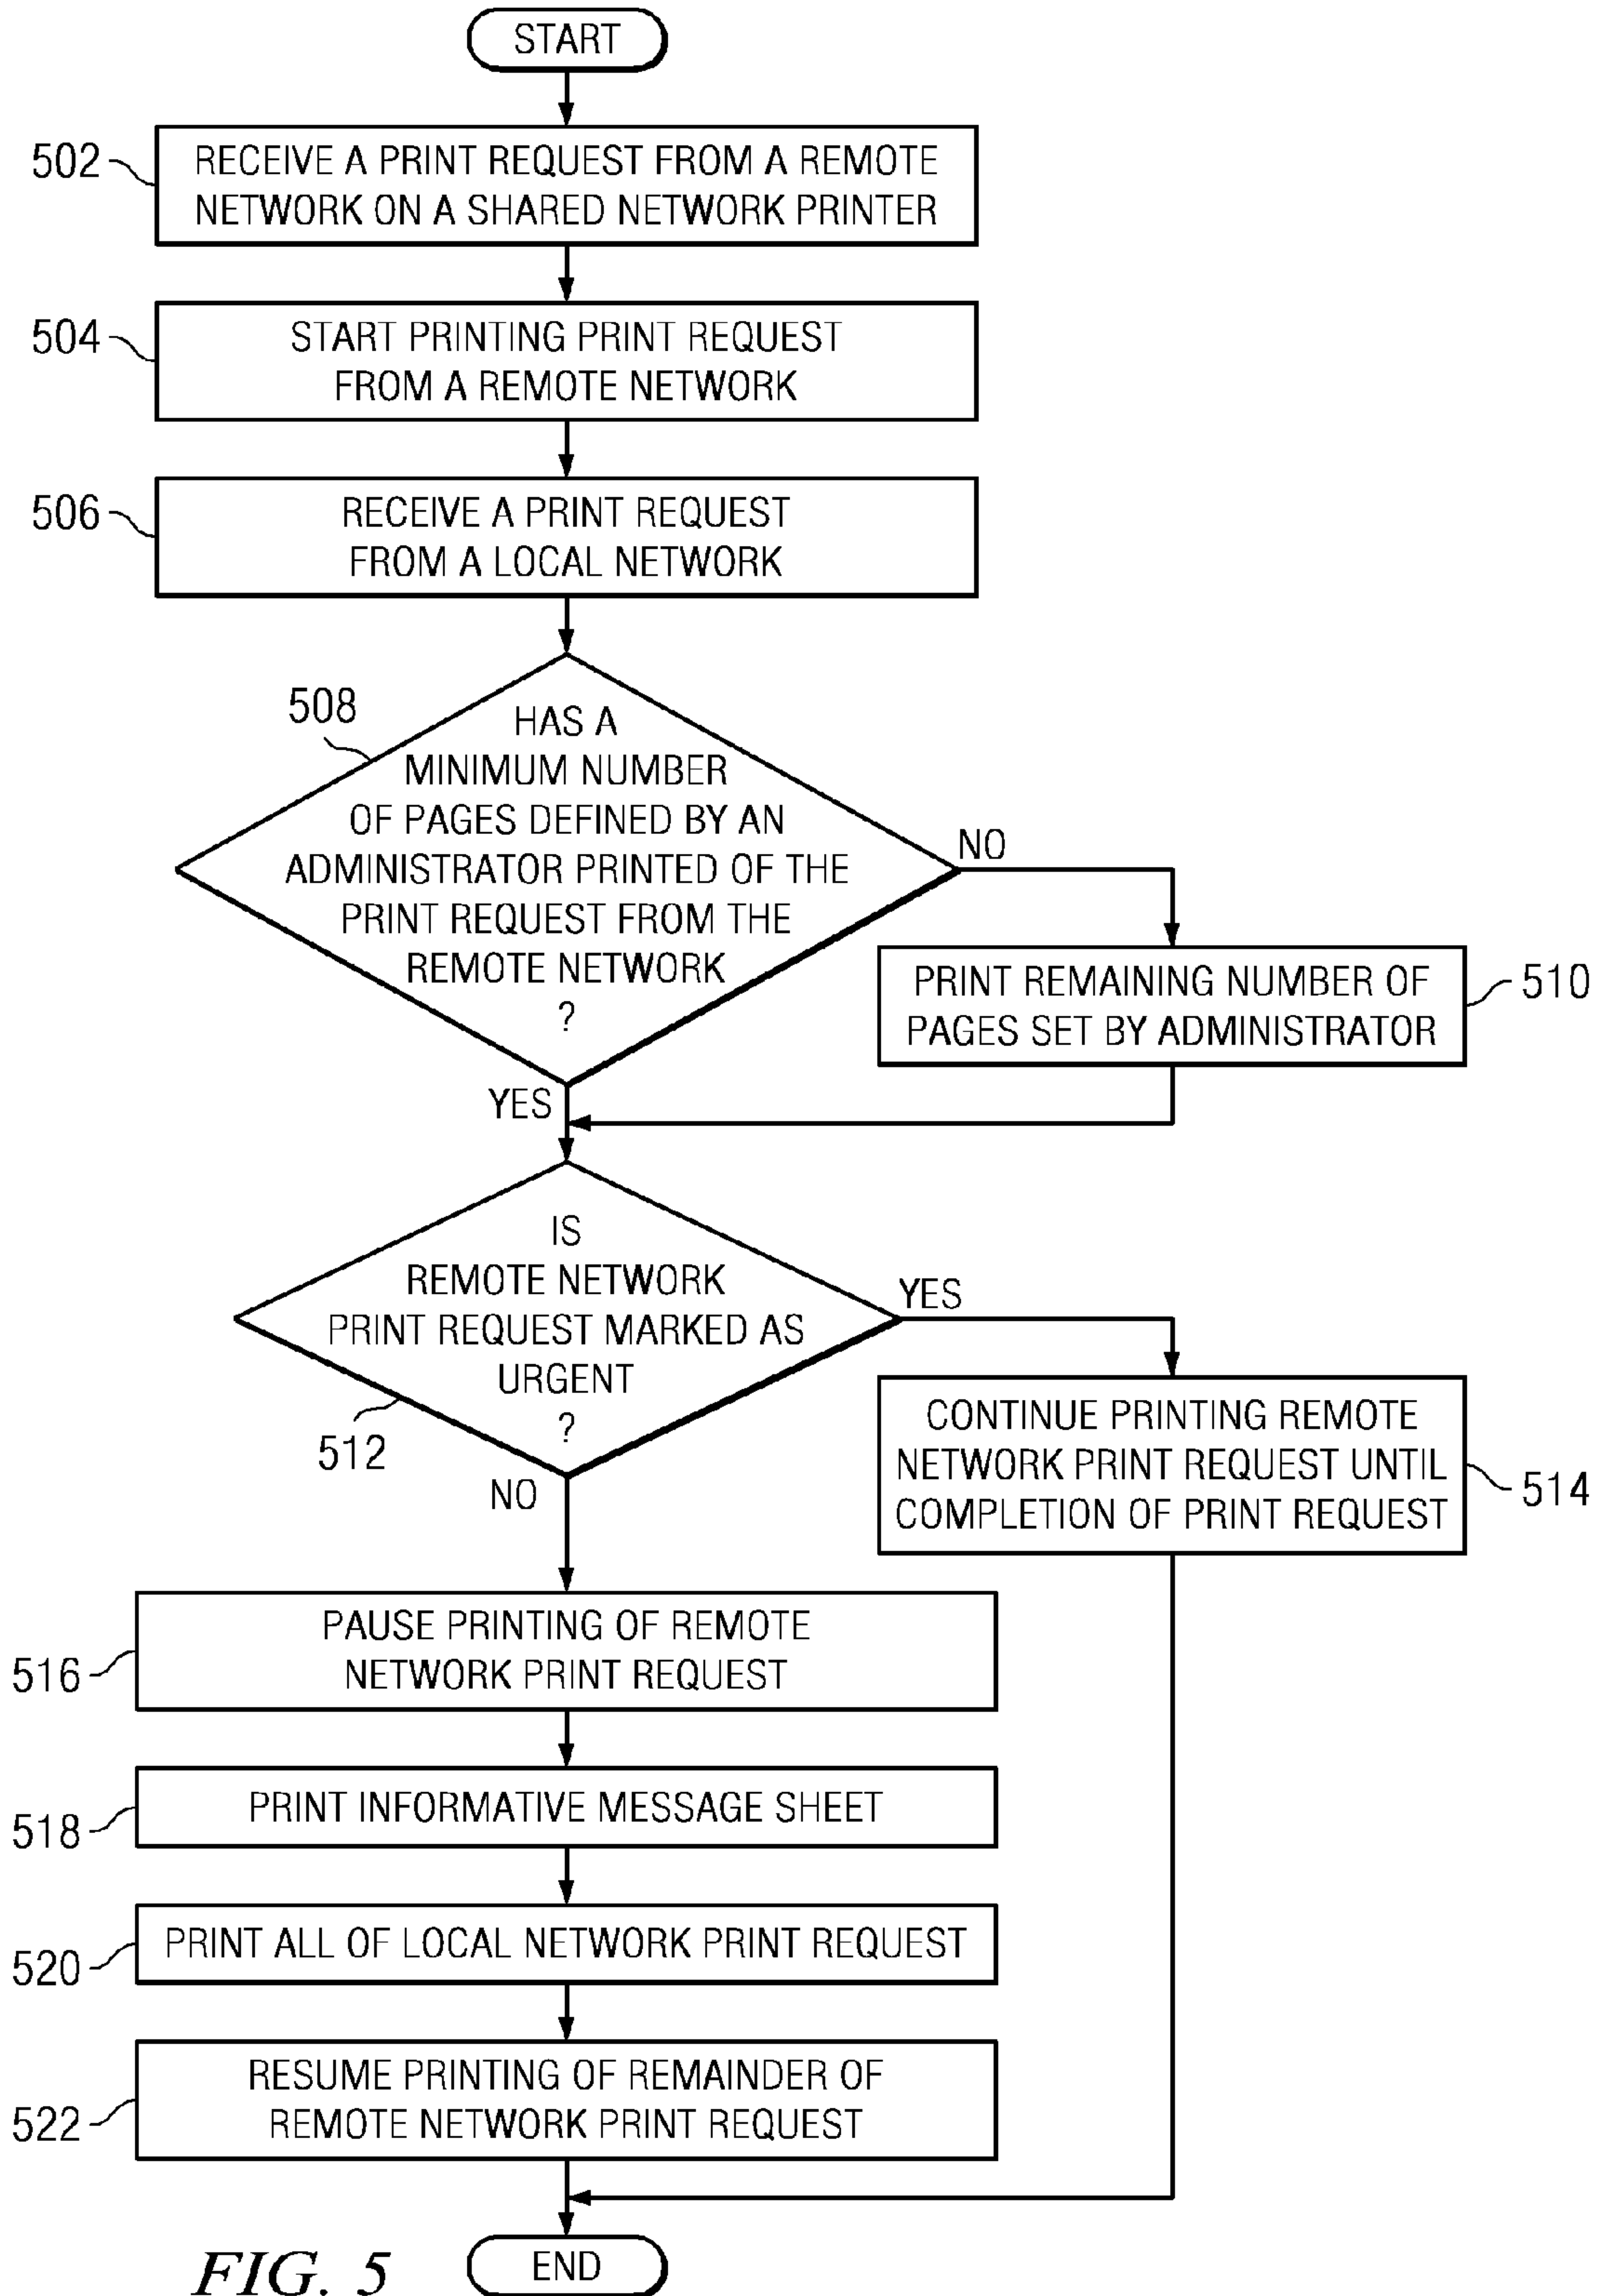 START
502
RECEIVE A PRINT REQUEST FROM A REMOTE
NETWORK ON A SHARED NETWORK PRINTER
504
START PRINTING PRINT REQUEST
FROM A REMOTE NETWORK
506
RECEIVE A PRINT REQUEST
FROM A LOCAL NETWORK
508
HAS A
MINIMUM NUMBER
OF PAGES DEFINED BY AN
ADMINISTRATOR PRINTED OF THE
PRINT REQUEST FROM THE
REMOTE NETWORK
?
NO
PRINT REMAINING NUMBER OF
PAGES SET BY ADMINISTRATOR
510
YES
IS
REMOTE NETWORK
PRINT REQUEST MARKED AS
URGENT
?
512
YES
CONTINUE PRINTING REMOTE
NETWORK PRINT REQUEST UNTIL
COMPLETION OF PRINT REQUEST
514
NO
516
PAUSE PRINTING OF REMOTE
NETWORK PRINT REQUEST
518
PRINT INFORMATIVE MESSAGE SHEET
520
PRINT ALL OF LOCAL NETWORK PRINT REQUEST
522
RESUME PRINTING OF REMAINDER OF
REMOTE NETWORK PRINT REQUEST
END
FIG. 5